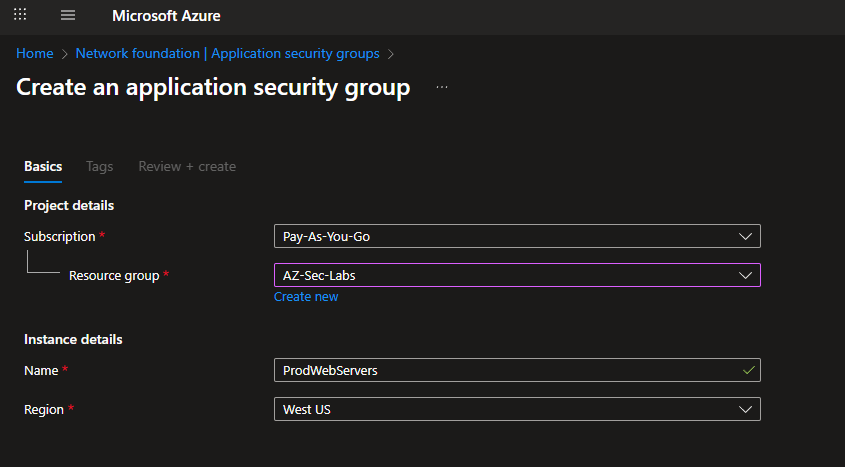 Microsoft Azure
Home > Network foundation | Application security groups >
Create an application security group ...
Basics Tags Review + create
Project details
Subscription * Pay-As-You-Go
Resource group * AZ-Sec-Labs
Create new
Instance details
Name * ProdWebServers
Region * West US